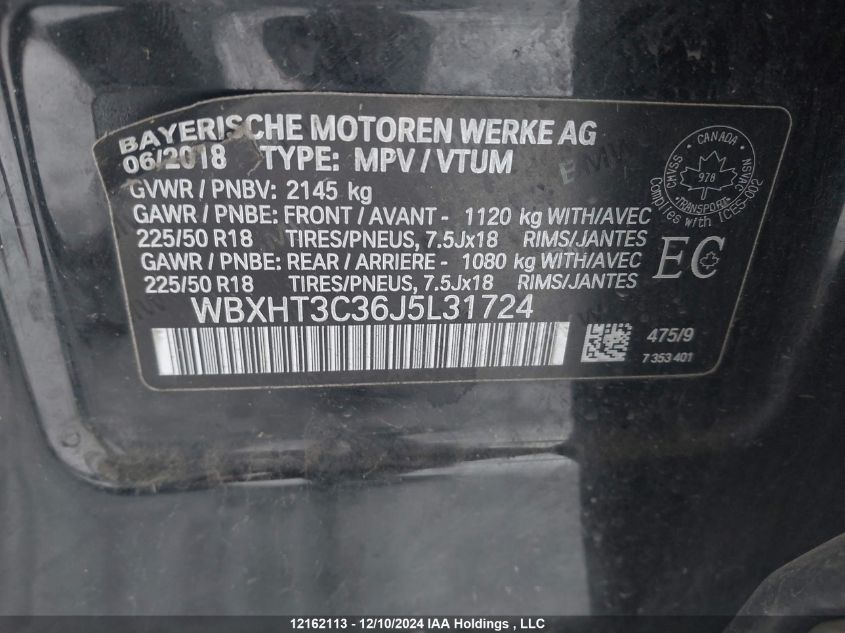 BAYERISCHE MOTOREN WERKE AG
06/2018 TYPE: MPV / VTUM
GVWR / PNBV: 2145 kg
GAWR / PNBE: FRONT / AVANT - 1120 kg WITH/AVEC
225/50 R18 TIRES/PNEUS, 7.5Jx18 RIMS/JANTES
GAWR / PNBE: REAR / ARRIERE - 1080 kg WITH/AVEC
225/50 R18 TIRES/PNEUS, 7.5Jx18 RIMS/JANTES
WBXHT3C36J5L31724
CANADA
CMVSS
NSVAC
978
TRANSPORT
Complies with ICES-002
EC
475/9
7 353 401
12162113 - 12/10/2024 IAA Holdings , LLC